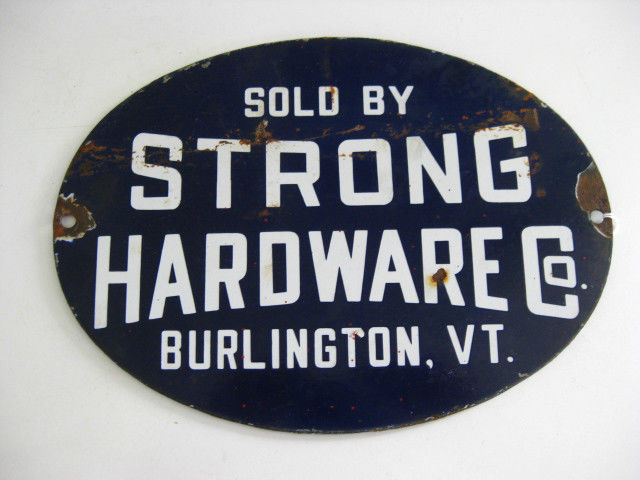 SOLD BY
STRONG
HARDWARE CO.
BURLINGTON, VT.